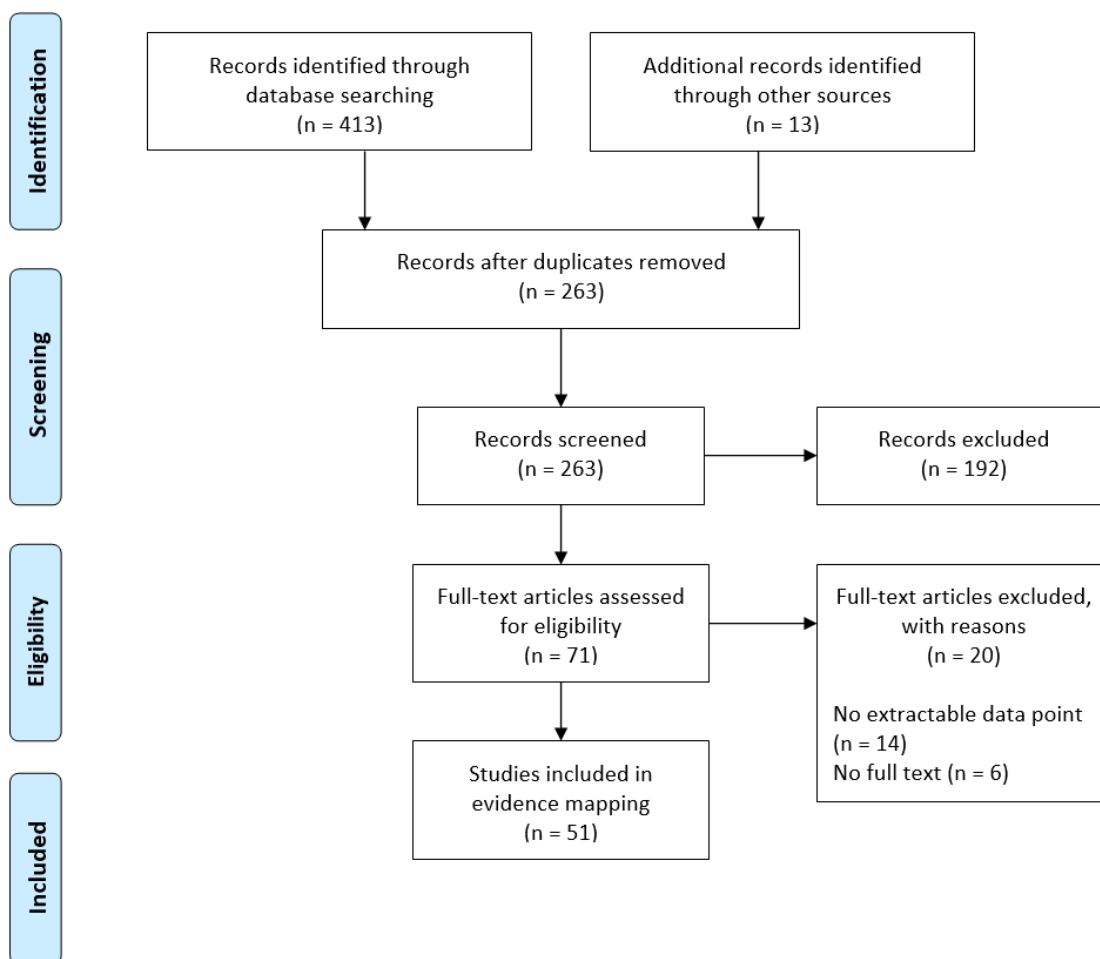 Identification
Records identified through
database searching
(n = 413)
Additional records identified
through other sources
(n = 13)
Records after duplicates removed
(n = 263)
Screening
Records screened
(n = 263)
Records excluded
(n = 192)
Eligibility
Full-text articles assessed
for eligibility
(n = 71)
Full-text articles excluded,
with reasons
(n = 20)
No extractable data point
(n = 14)
No full text (n = 6)
Included
Studies included in
evidence mapping
(n = 51)